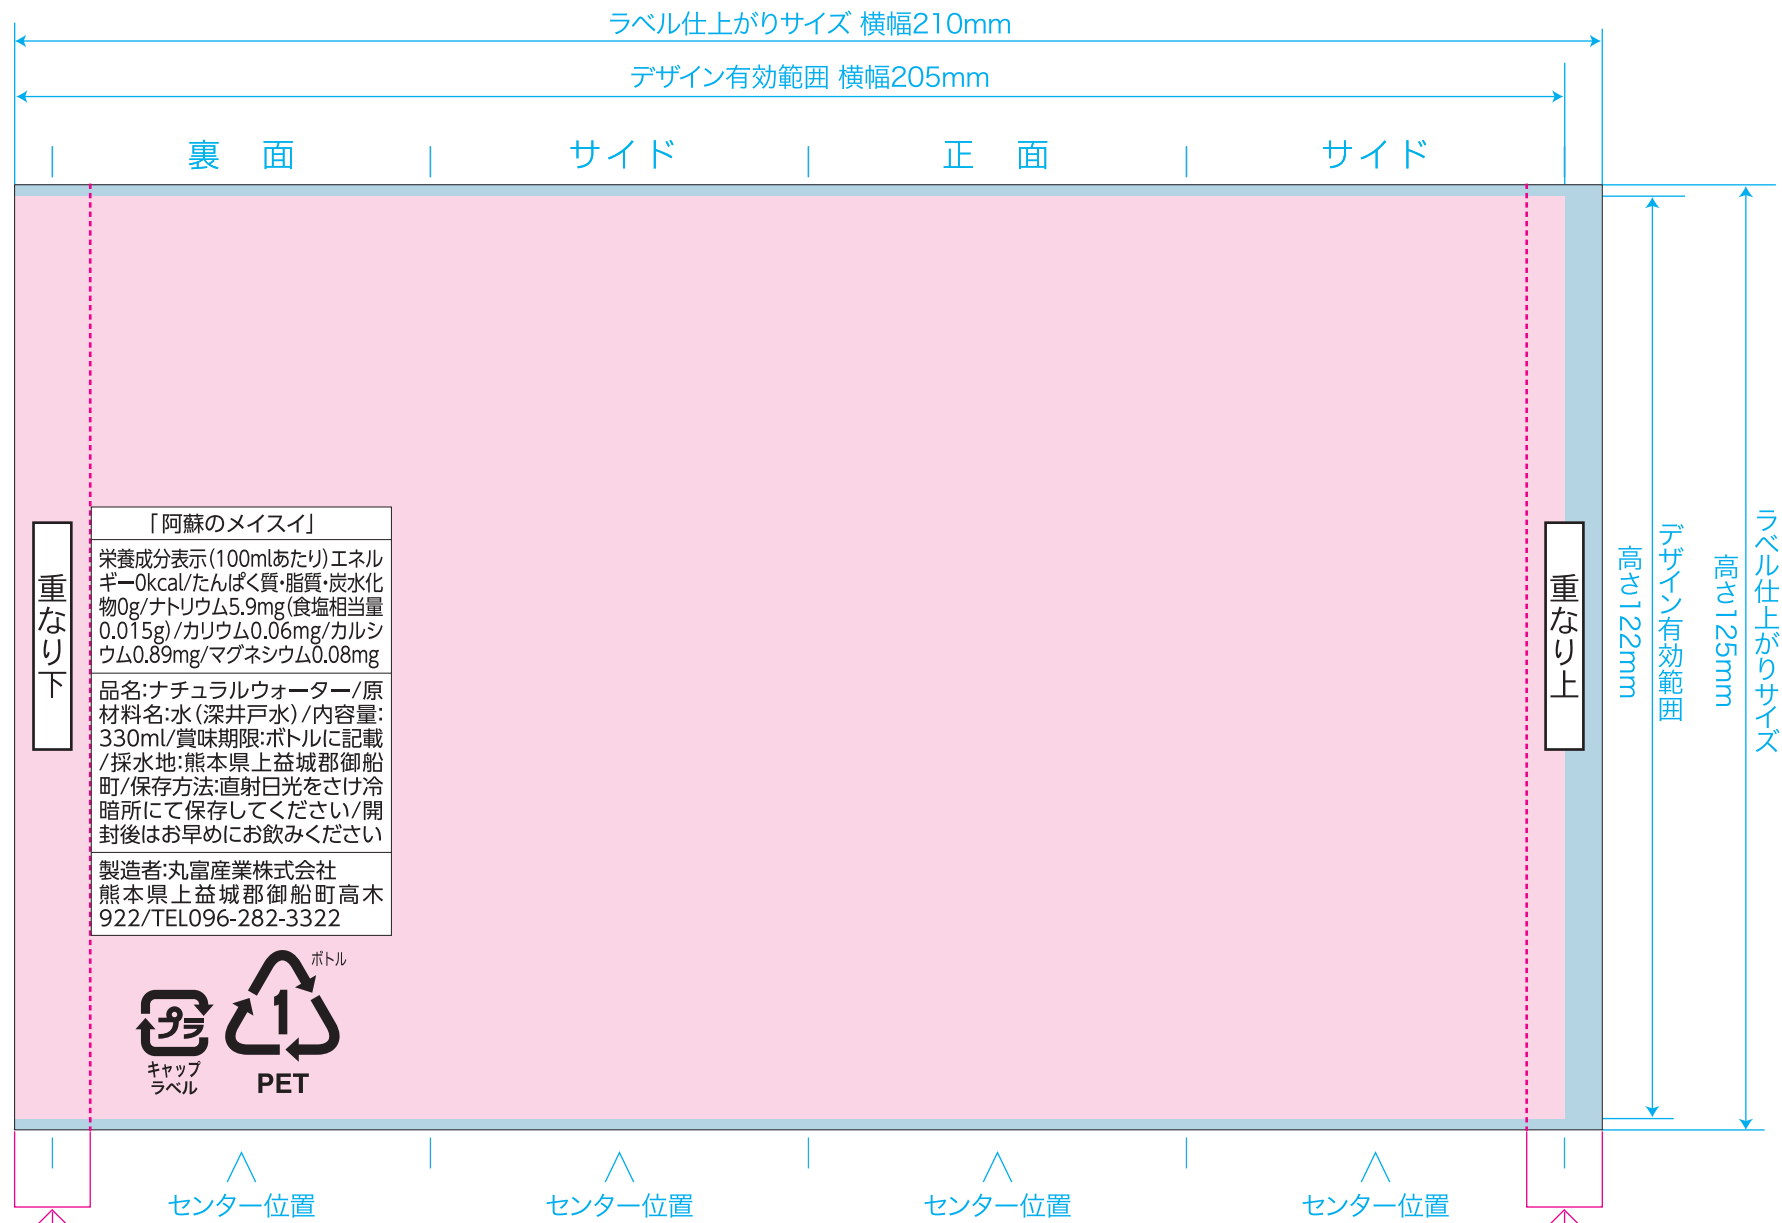 ラベル仕上がりサイズ 横幅210mm
デザイン有効範囲 横幅205mm
裏　面
サイド
正　面
サイド
重なり下
「阿蘇のメイスイ」
栄養成分表示(100mlあたり)エネル
ギー0kcal/たんぱく質・脂質・炭水化
物0g/ナトリウム5.9mg(食塩相当量
0.015g)/カリウム0.06mg/カルシ
ウム0.89mg/マグネシウム0.08mg
品名:ナチュラルウォーター/原
材料名:水(深井戸水)/内容量:
330ml/賞味期限:ボトルに記載
/採水地:熊本県上益城郡御船
町/保存方法:直射日光をさけ冷
暗所にて保存してください/開
封後はお早めにお飲みください
製造者:丸富産業株式会社
熊本県上益城郡御船町高木
922/TEL096-282-3322
プラ
キャップ
ラベル
ボトル
1
PET
重なり上
デザイン有効範囲
高さ122mm
ラベル仕上がりサイズ
高さ125mm
センター位置
センター位置
センター位置
センター位置